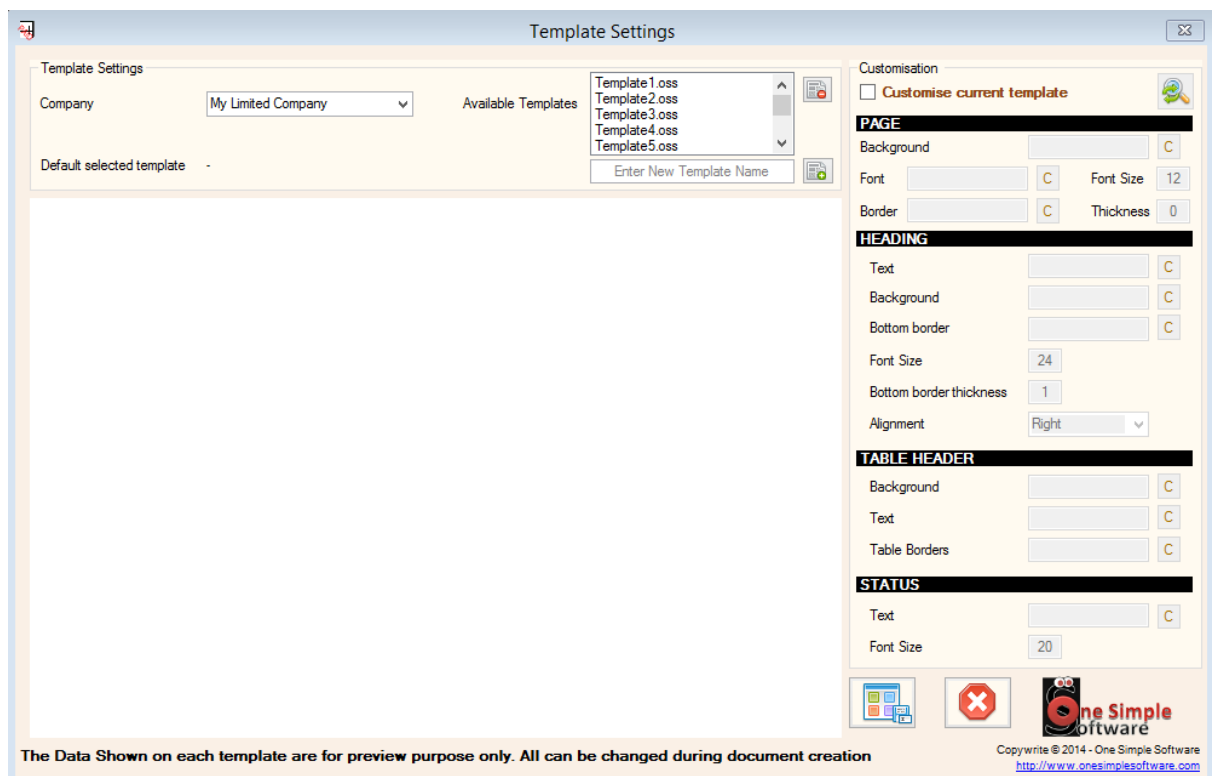 Template Settings
Template Settings
Company
My Limited Company
Available Templates
Template1.oss
Template2.oss
Template3.oss
Template4.oss
Template5.oss
Default selected template -
Enter New Template Name
Customisation
Customise current template
PAGE
Background C
Font C Font Size 12
Border C Thickness 0
HEADING
Text C
Background C
Bottom border C
Font Size 24
Bottom border thickness 1
Alignment Right
TABLE HEADER
Background C
Text C
Table Borders C
STATUS
Text C
Font Size 20
One Simple
Software
The Data Shown on each template are for preview purpose only. All can be changed during document creation
Copywrite © 2014 - One Simple Software
http://www.onesimplesoftware.com